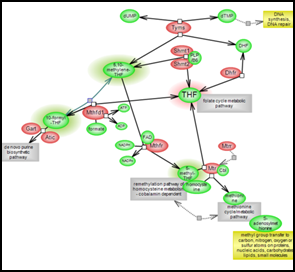 DNA
synthesis,
DNA repair
dUMP
dTMP
Tyms
5,10-
methylene-
THF
Shmt1
Shmt2
PLP
DHF
Dhfr
THF
folate cycle metabolic
pathway
10-formyl
-THF
Mthfd1
ATP
ADP
formate
Gart
Atic
de novo purine
biosynthetic
pathway
FAD
Mthfr
Mtrr
5-methyl-
THF
Mtr
homocysteine
remethylation pathway of
homocysteine metabolism
- cobalamin dependent
methionine
methionine
cycle metabolic
pathway
S-
adenosylmethionine
methyl group transfer to
carbon, nitrogen, oxygen or
sulfur atoms on proteins,
nucleic acids, carbohydrates,
lipids, small molecules